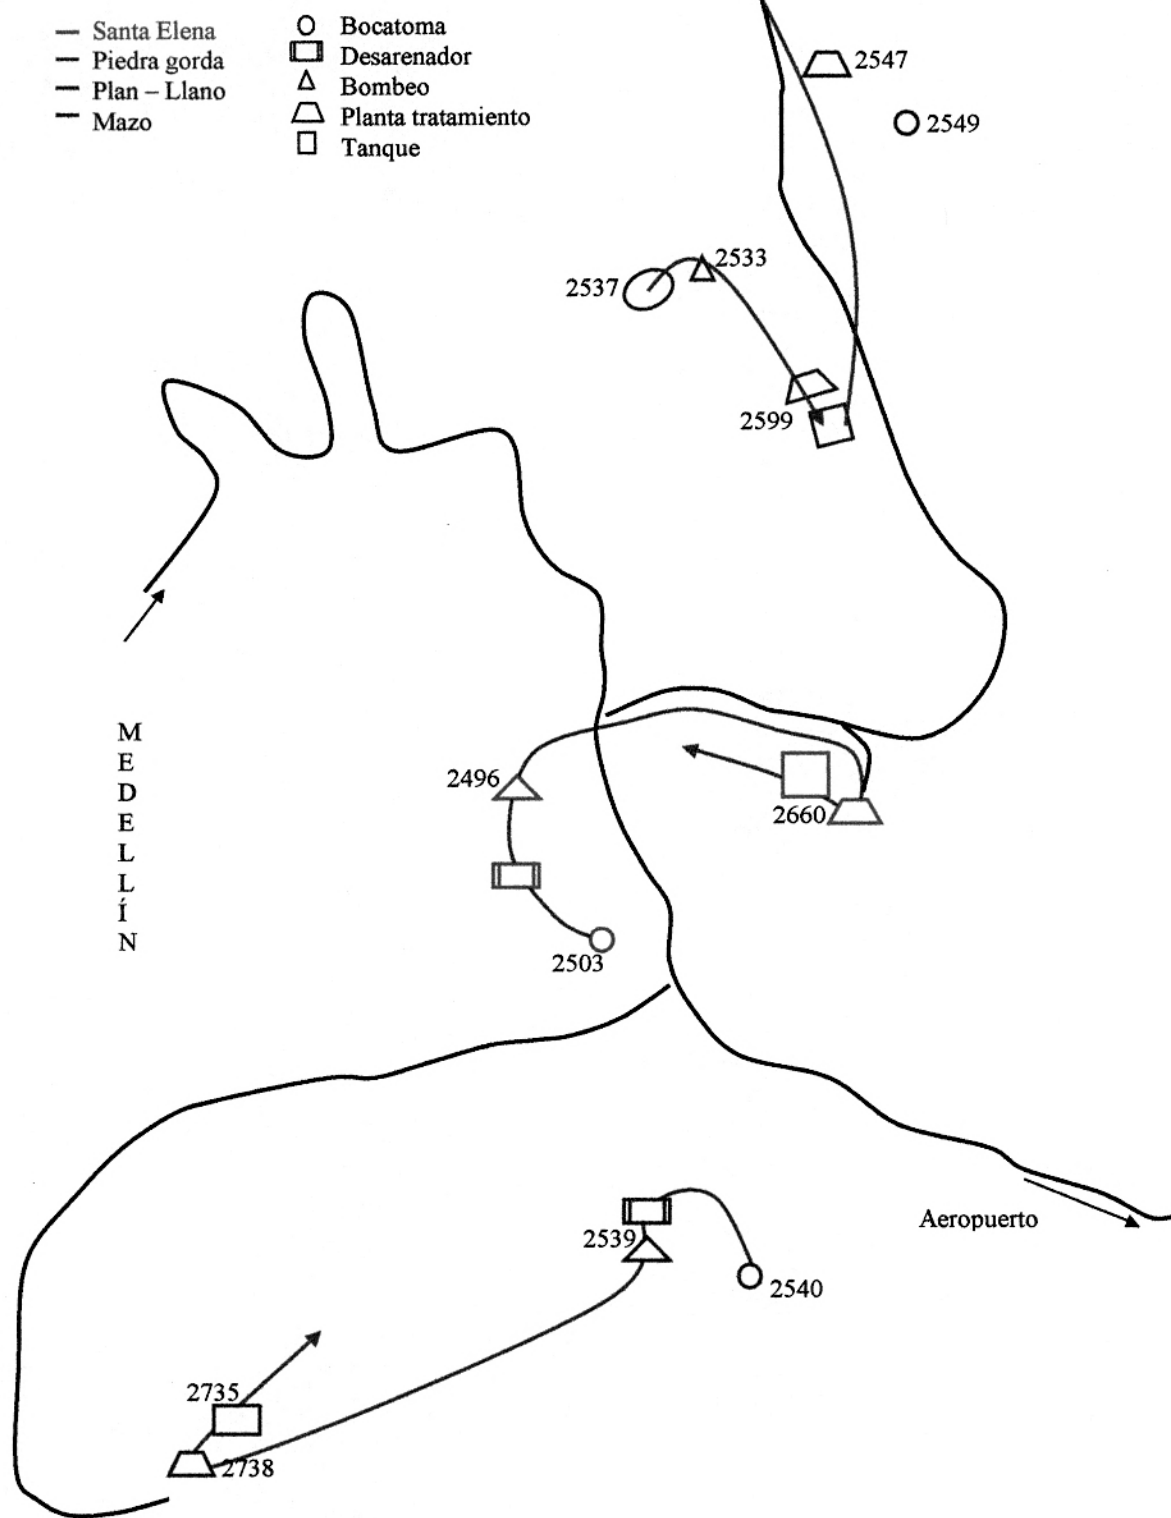 Santa Elena
Piedra gorda
Plan – Llano
Mazo
Bocatoma
Desarenador
Bombeo
Planta tratamiento
Tanque
2547
2549
2533
2537
2599
MEDELLÍN
2496
2660
2503
Aeropuerto
2539
2540
2735
2738